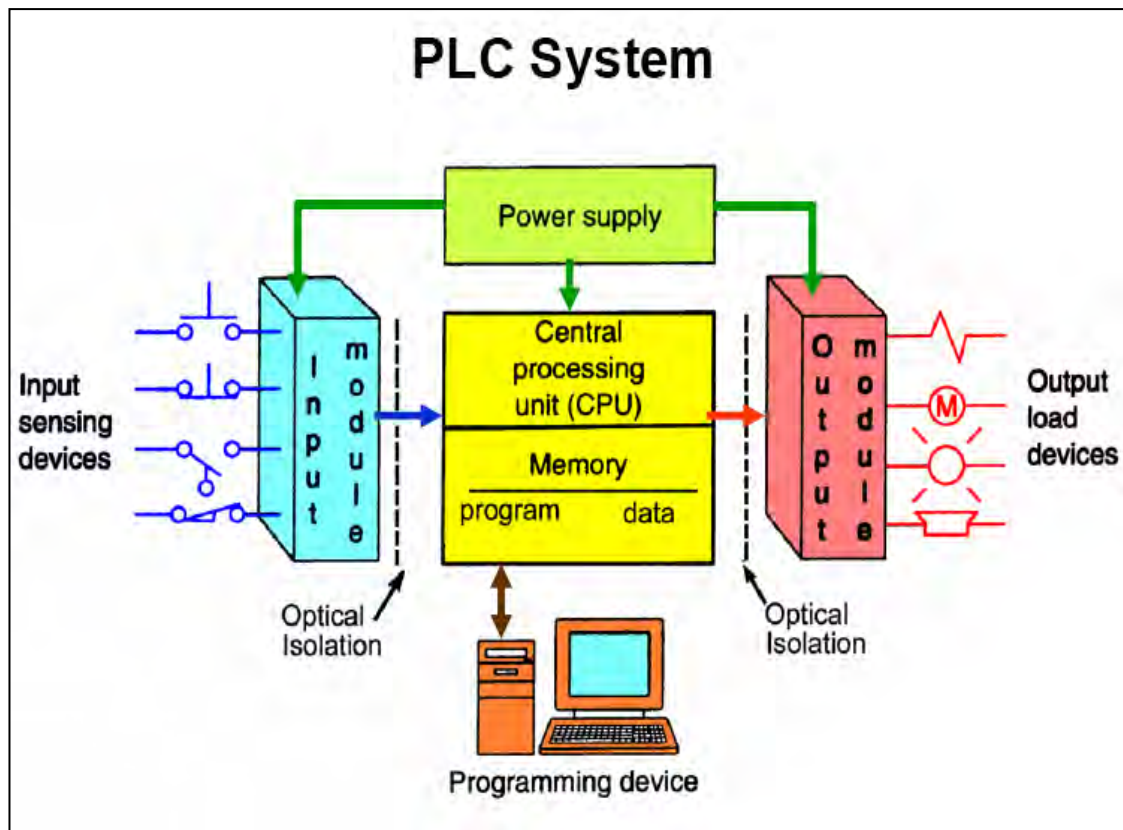 PLC System
Power supply
Input
sensing
devices
Input
module
Central
processing
unit (CPU)
Memory
program data
Output
module
M
Output
load
devices
Optical
Isolation
Optical
Isolation
Programming device